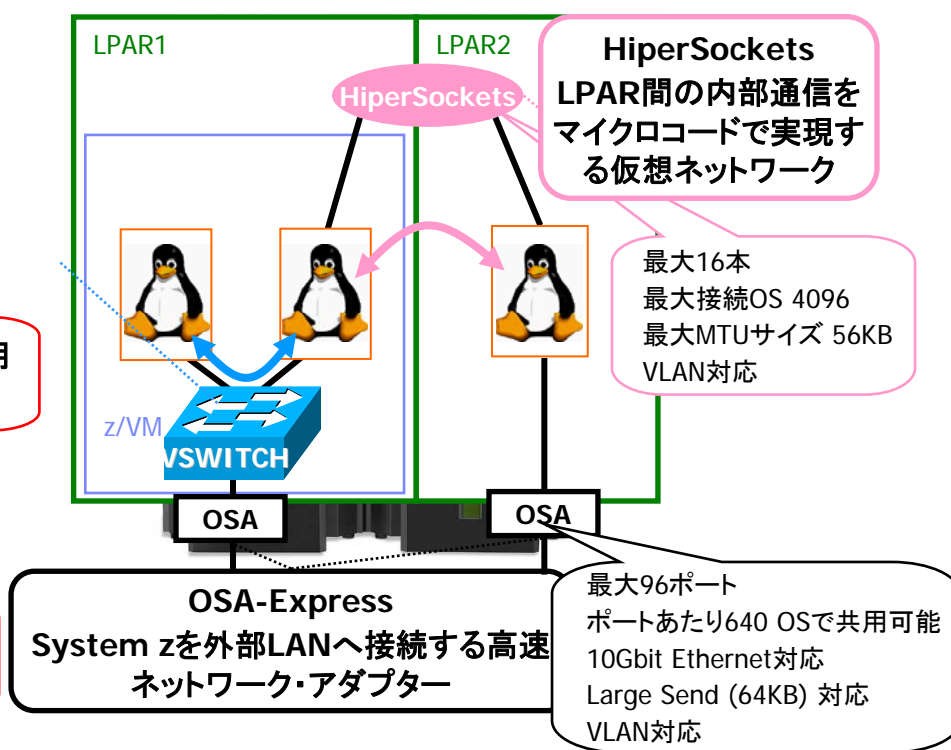 LPAR1
LPAR2
HiperSockets
HiperSockets
LPAR間の内部通信を
マイクロコードで実現す
る仮想ネットワーク
最大16本
最大接続OS 4096
最大MTUサイズ 56KB
VLAN対応
用
z/VM
VSWITCH
OSA
OSA
OSA-Express
System zを外部LANへ接続する高速
ネットワーク・アダプター
最大96ポート
ポートあたり640 OSで共用可能
10Gbit Ethernet対応
Large Send (64KB) 対応
VLAN対応